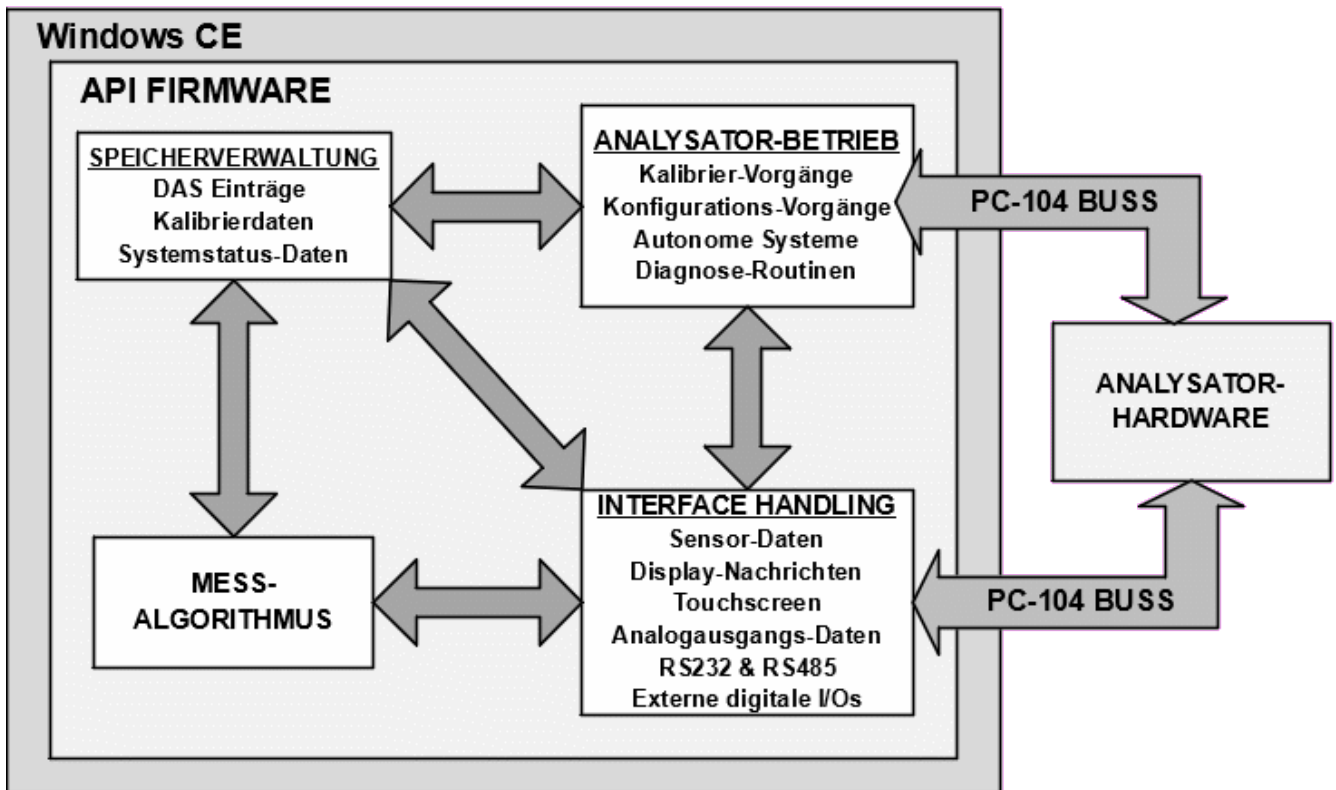 Windows CE
API FIRMWARE
SPEICHERVERWALTUNG
DAS Einträge
Kalibrierdaten
Systemstatus-Daten
ANALYSATOR-BETRIEB
Kalibrier-Vorgänge
Konfigurations-Vorgänge
Autonome Systeme
Diagnose-Routinen
PC-104 BUSS
ANALYSATOR-
HARDWARE
MESS-
ALGORITHMUS
INTERFACE HANDLING
Sensor-Daten
Display-Nachrichten
Touchscreen
Analogausgangs-Daten
RS232 & RS485
Externe digitale I/Os
PC-104 BUSS